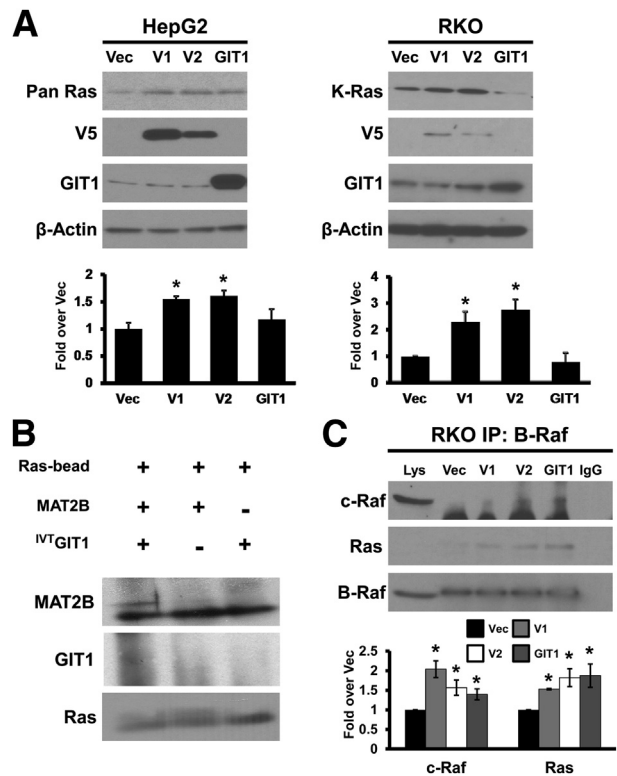 A
HepG2
Vec V1 V2 GIT1
Pan Ras
V5
GIT1
β-Actin
Fold over Vec
2
1.5
1
0.5
0
* *
Vec V1 V2 GIT1
RKO
Vec V1 V2 GIT1
K-Ras
V5
GIT1
β-Actin
Fold over Vec
4
3
2
1
0
* *
Vec V1 V2 GIT1
B
Ras-bead + + +
MAT2B + + -
IVTGIT1 + - +
MAT2B
GIT1
Ras
C
RKO IP: B-Raf
Lys Vec V1 V2 GIT1 IgG
c-Raf
Ras
B-Raf
Vec V1
V2 GIT1
Fold over Vec
2.5
2
1.5
1
0.5
0
* * * * * *
c-Raf Ras